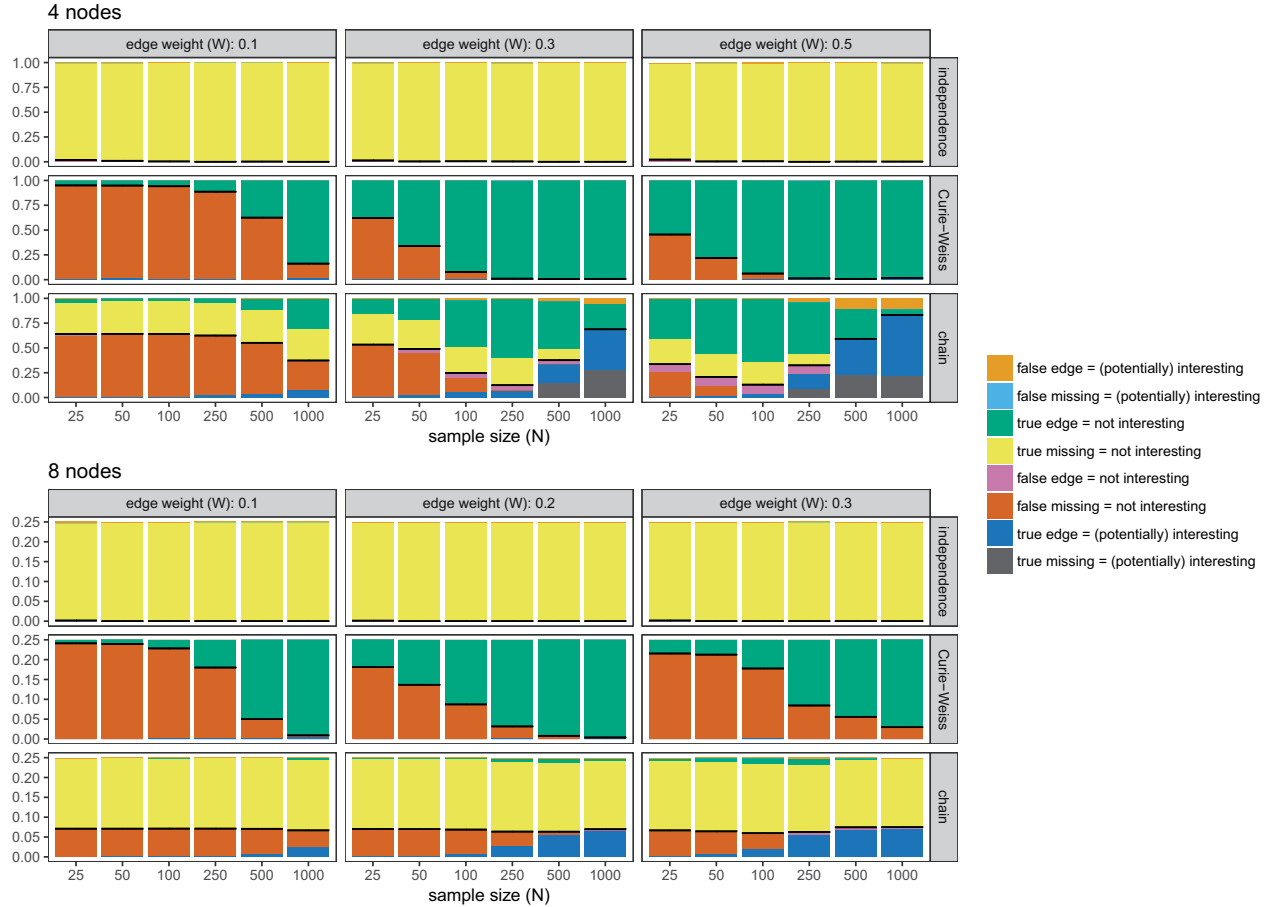 4 nodes
edge weight (W): 0.1
edge weight (W): 0.3
edge weight (W): 0.5
1.00
0.75
0.50
0.25
0.00
independence
1.00
0.75
0.50
0.25
0.00
Curie−Weiss
1.00
0.75
0.50
0.25
0.00
chain
25 50 100 250 500 1000 25 50 100 250 500 1000 25 50 100 250 500 1000
sample size (N)
8 nodes
edge weight (W): 0.1
edge weight (W): 0.2
edge weight (W): 0.3
0.25
0.20
0.15
0.10
0.05
0.00
independence
0.25
0.20
0.15
0.10
0.05
0.00
Curie−Weiss
0.25
0.20
0.15
0.10
0.05
0.00
chain
25 50 100 250 500 1000 25 50 100 250 500 1000 25 50 100 250 500 1000
sample size (N)
false edge = (potentially) interesting
false missing = (potentially) interesting
true edge = not interesting
true missing = not interesting
false edge = not interesting
false missing = not interesting
true edge = (potentially) interesting
true missing = (potentially) interesting